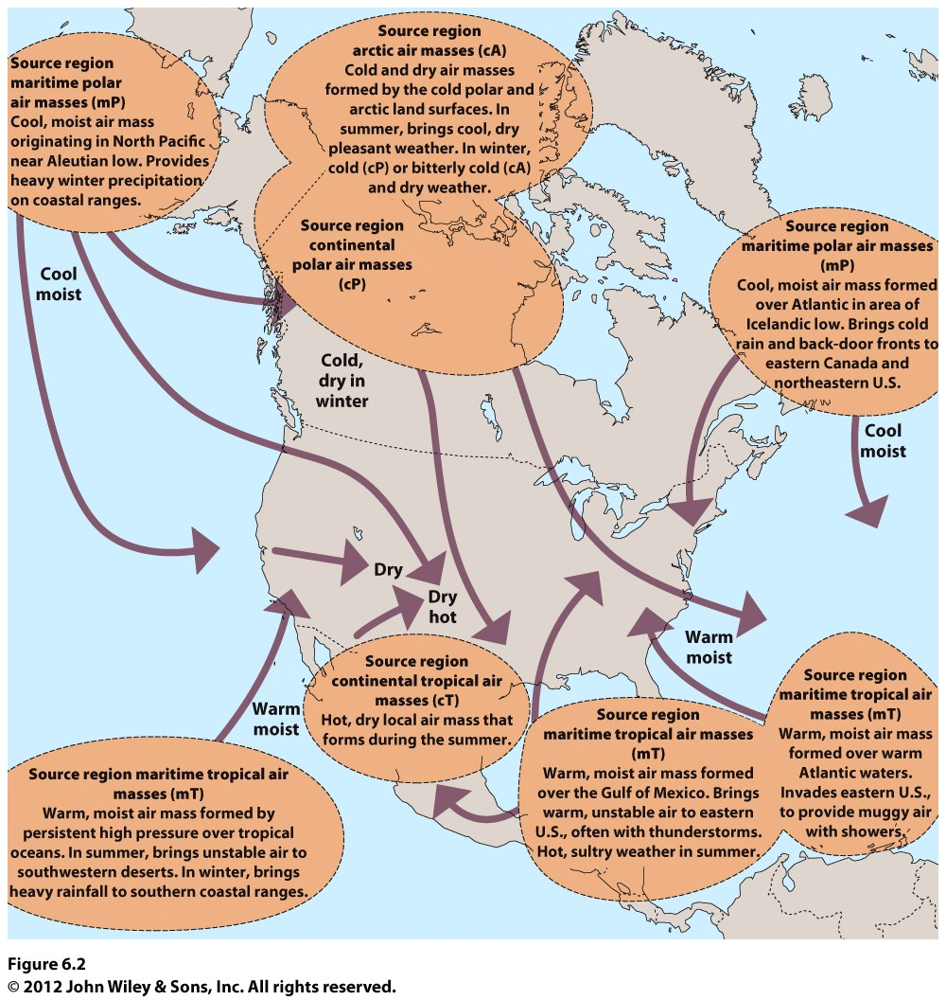 Source region
maritime polar
air masses (mP)
Cool, moist air mass
originating in North Pacific
near Aleutian low. Provides
heavy winter precipitation
on coastal ranges.
Source region
arctic air masses (cA)
Cold and dry air masses
formed by the cold polar and
arctic land surfaces. In
summer, brings cool, dry
pleasant weather. In winter,
cold (cP) or bitterly cold (cA)
and dry weather.
Source region
continental
polar air masses
(cP)
Source region
maritime polar air masses
(mP)
Cool, moist air mass formed
over Atlantic in area of
Icelandic low. Brings cold
rain and back-door fronts to
eastern Canada and
northeastern U.S.
Cool
moist
Cold,
dry in
winter
Cool
moist
Dry
Dry
hot
Warm
moist
Warm
moist
Source region
continental tropical air
masses (cT)
Hot, dry local air mass that
forms during the summer.
Source region maritime tropical air
masses (mT)
Warm, moist air mass formed by
persistent high pressure over tropical
oceans. In summer, brings unstable air to
southwestern deserts. In winter, brings
heavy rainfall to southern coastal ranges.
Source region
maritime tropical air masses
(mT)
Warm, moist air mass formed
over the Gulf of Mexico. Brings
warm, unstable air to eastern
U.S., often with thunderstorms.
Hot, sultry weather in summer.
Source region
maritime tropical air
masses (mT)
Warm, moist air mass
formed over warm
Atlantic waters.
Invades eastern U.S.,
to provide muggy air
with showers.
Figure 6.2
© 2012 John Wiley & Sons, Inc. All rights reserved.